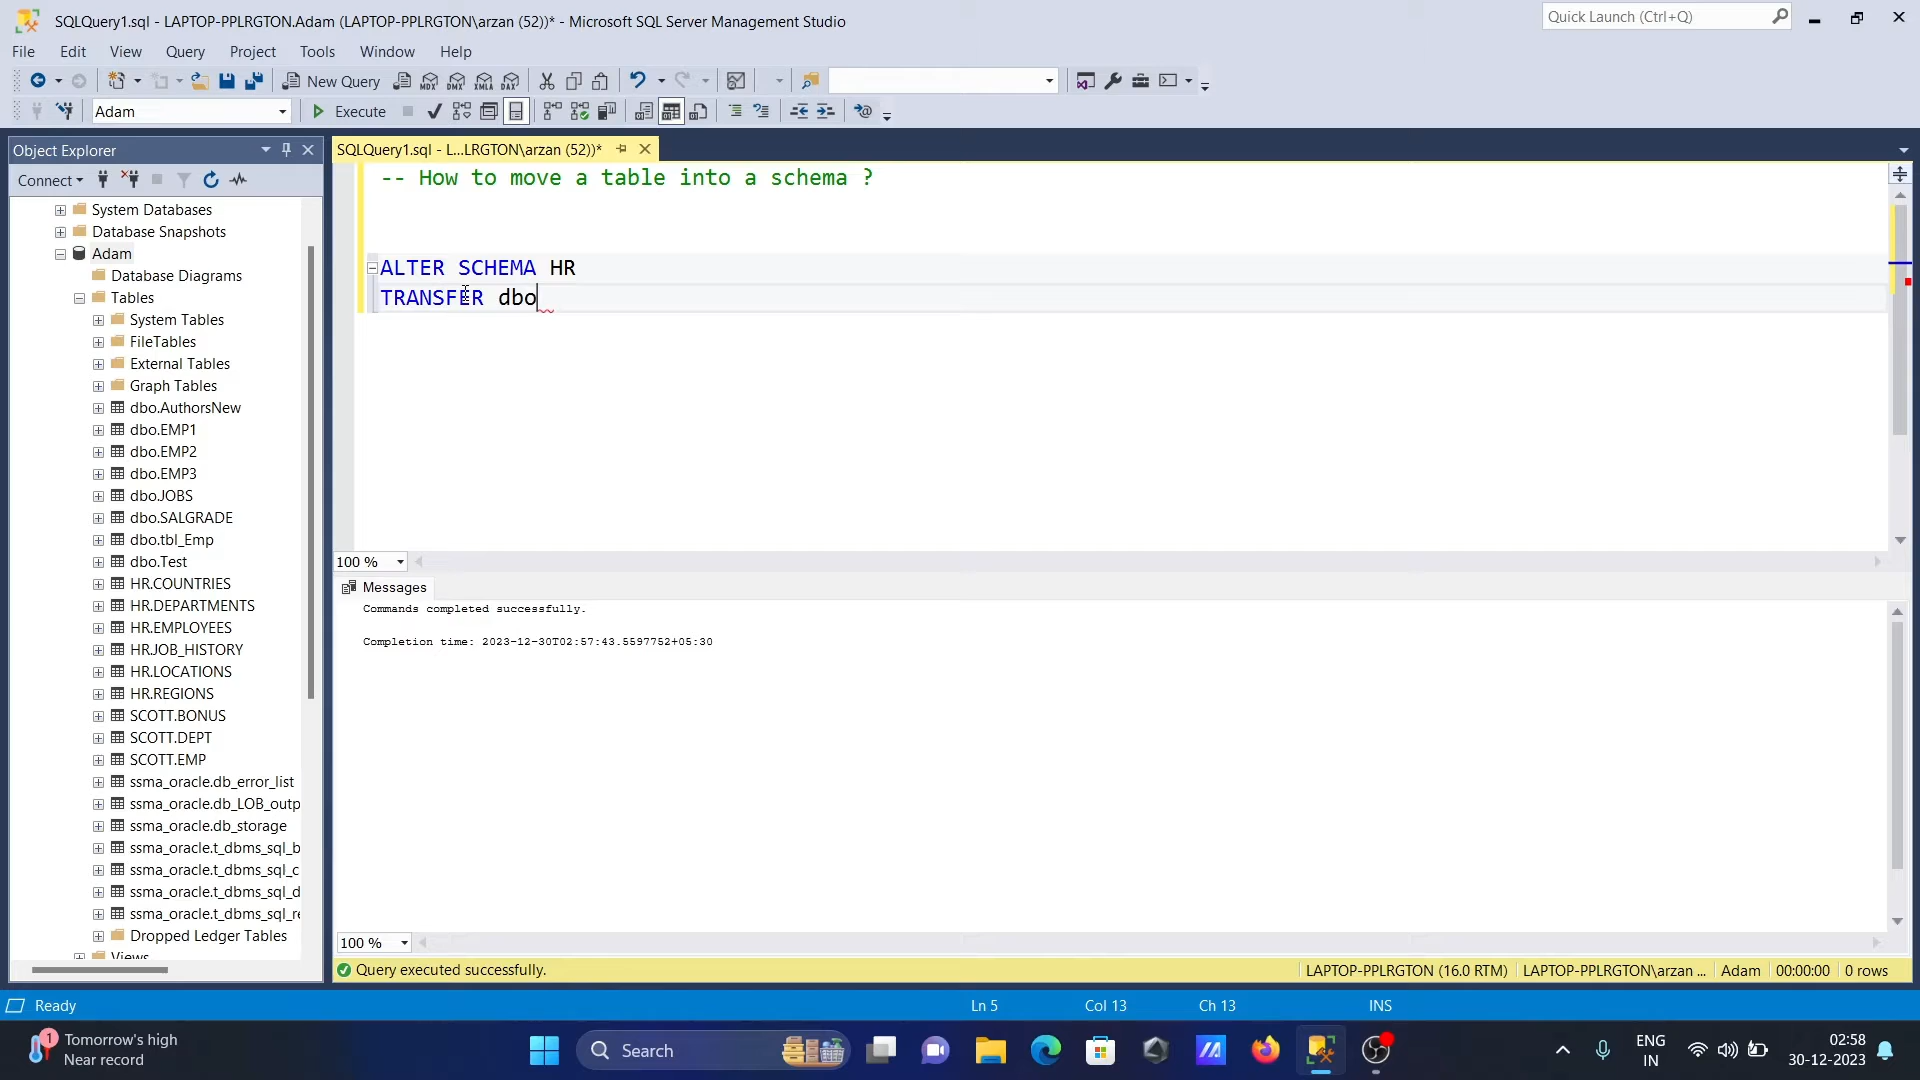 SQLQuery1.sql - LAPTOP-PPLRGTON.Adam (LAPTOP-PPLRGTON\arzan (52))* - Microsoft SQL Server Management Studio
Quick Launch (Ctrl+Q)
File Edit View Query Project Tools Window Help
New Query
MDX DMX XMLA DAX
Adam
Execute
Object Explorer
Connect
System Databases
Database Snapshots
Adam
Database Diagrams
Tables
System Tables
FileTables
External Tables
Graph Tables
dbo.AuthorsNew
dbo.EMP1
dbo.EMP2
dbo.EMP3
dbo.JOBS
dbo.SALGRADE
dbo.tbl_Emp
dbo.Test
HR.COUNTRIES
HR.DEPARTMENTS
HR.EMPLOYEES
HR.JOB_HISTORY
HR.LOCATIONS
HR.REGIONS
SCOTT.BONUS
SCOTT.DEPT
SCOTT.EMP
ssma_oracle.db_error_list
ssma_oracle.db_LOB_outp
ssma_oracle.db_storage
ssma_oracle.t_dbms_sql_b
ssma_oracle.t_dbms_sql_c
ssma_oracle.t_dbms_sql_d
ssma_oracle.t_dbms_sql_re
Dropped Ledger Tables
Views
SQLQuery1.sql - L...LRGTON\arzan (52))*
-- How to move a table into a schema ?
ALTER SCHEMA HR
TRANSFER dbo
100 %
Messages
Commands completed successfully.
Completion time: 2023-12-30T02:57:43.5597752+05:30
100 %
Query executed successfully.
LAPTOP-PPLRGTON (16.0 RTM) LAPTOP-PPLRGTON\arzan ... Adam 00:00:00 0 rows
Ready
Ln 5 Col 13 Ch 13 INS
1
Tomorrow's high
Near record
Search
ENG
IN
02:58
30-12-2023